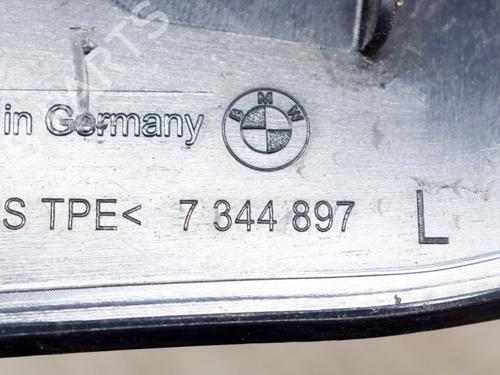 in Germany
BMW
S TPE< 7 344 897 L